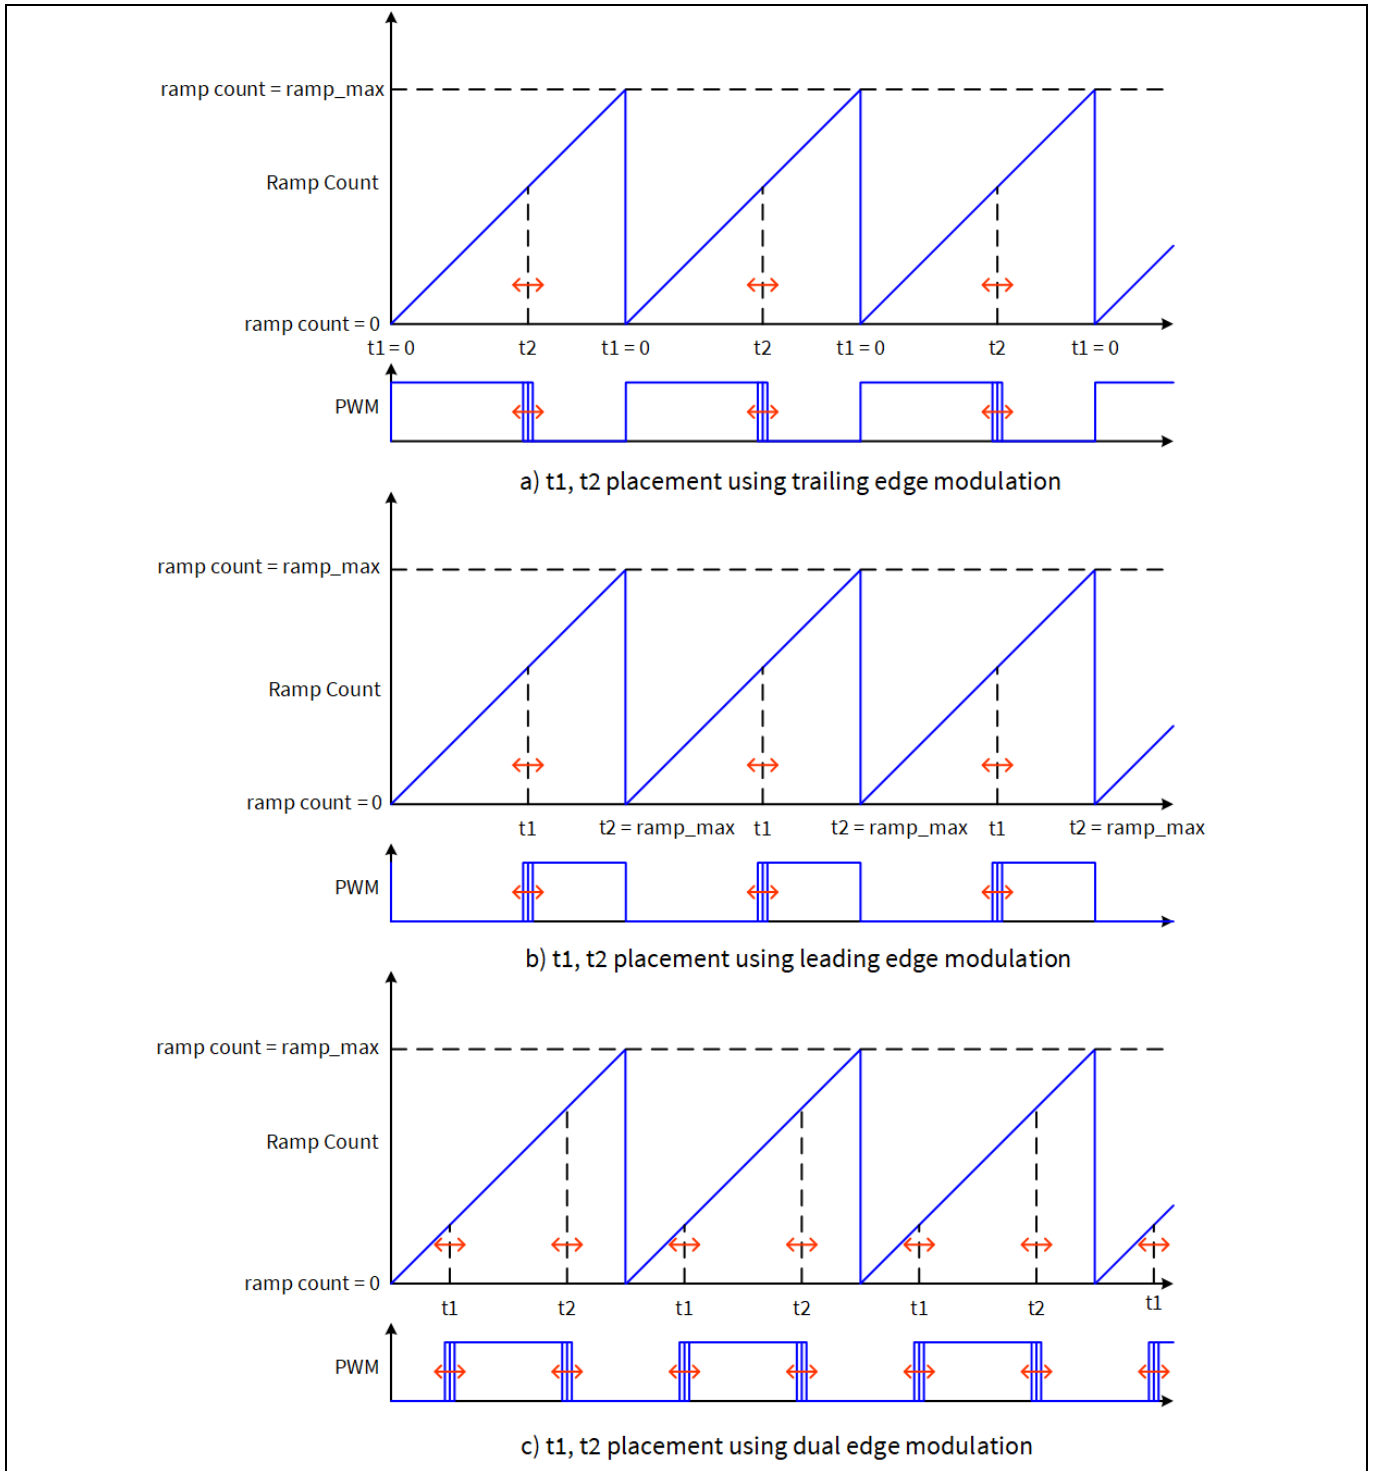 ramp count = ramp_max
Ramp Count
ramp count = 0
t1 = 0 t2 t1 = 0 t2 t1 = 0 t2 t1 = 0
PWM
a) t1, t2 placement using trailing edge modulation
ramp count = ramp_max
Ramp Count
ramp count = 0
t1 t2 = ramp_max t1 t2 = ramp_max t1 t2 = ramp_max
PWM
b) t1, t2 placement using leading edge modulation
ramp count = ramp_max
Ramp Count
ramp count = 0
t1 t2 t1 t2 t1 t2 t1
PWM
c) t1, t2 placement using dual edge modulation